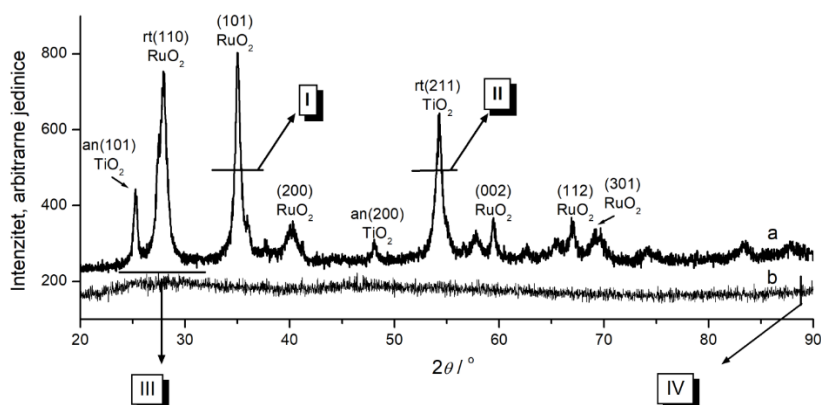 Intenzitet, arbitrarne jedinice
800
600
400
200
an(101)
TiO2
rt(110)
RuO2
(101)
RuO2
I
(200)
RuO2
an(200)
TiO2
rt(211)
TiO2
II
(002)
RuO2
(112)
RuO2
(301)
RuO2
a
b
20 30 40 50 60 70 80 90
2θ / °
III
IV